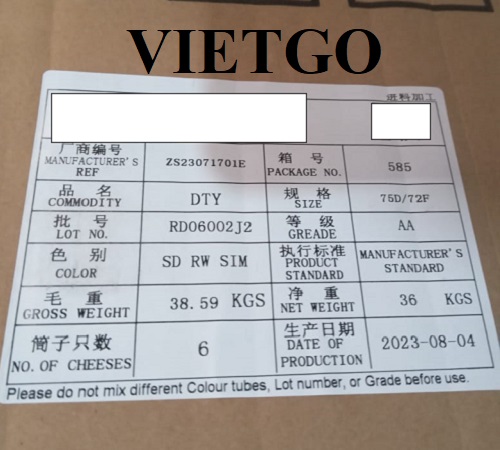 VIETGO
进料加工
厂商编号 箱 号
MANUFACTURER'S REF ZS23071701E PACKAGE NO. 585
品 名 规 格
COMMODITY DTY SIZE 75D/72F
批 号 等 级
LOT NO. RD06002J2 GREADE AA
色 别 执行标准
COLOR SD RW SIM PRODUCT STANDARD MANUFACTURER'S STANDARD
毛 重 净 重
GROSS WEIGHT 38.59 KGS NET WEIGHT 36 KGS
筒子只数 生产日期
NO. OF CHEESES 6 DATE OF PRODUCTION 2023-08-04
Please do not mix different Colour tubes, Lot number, or Grade before use.